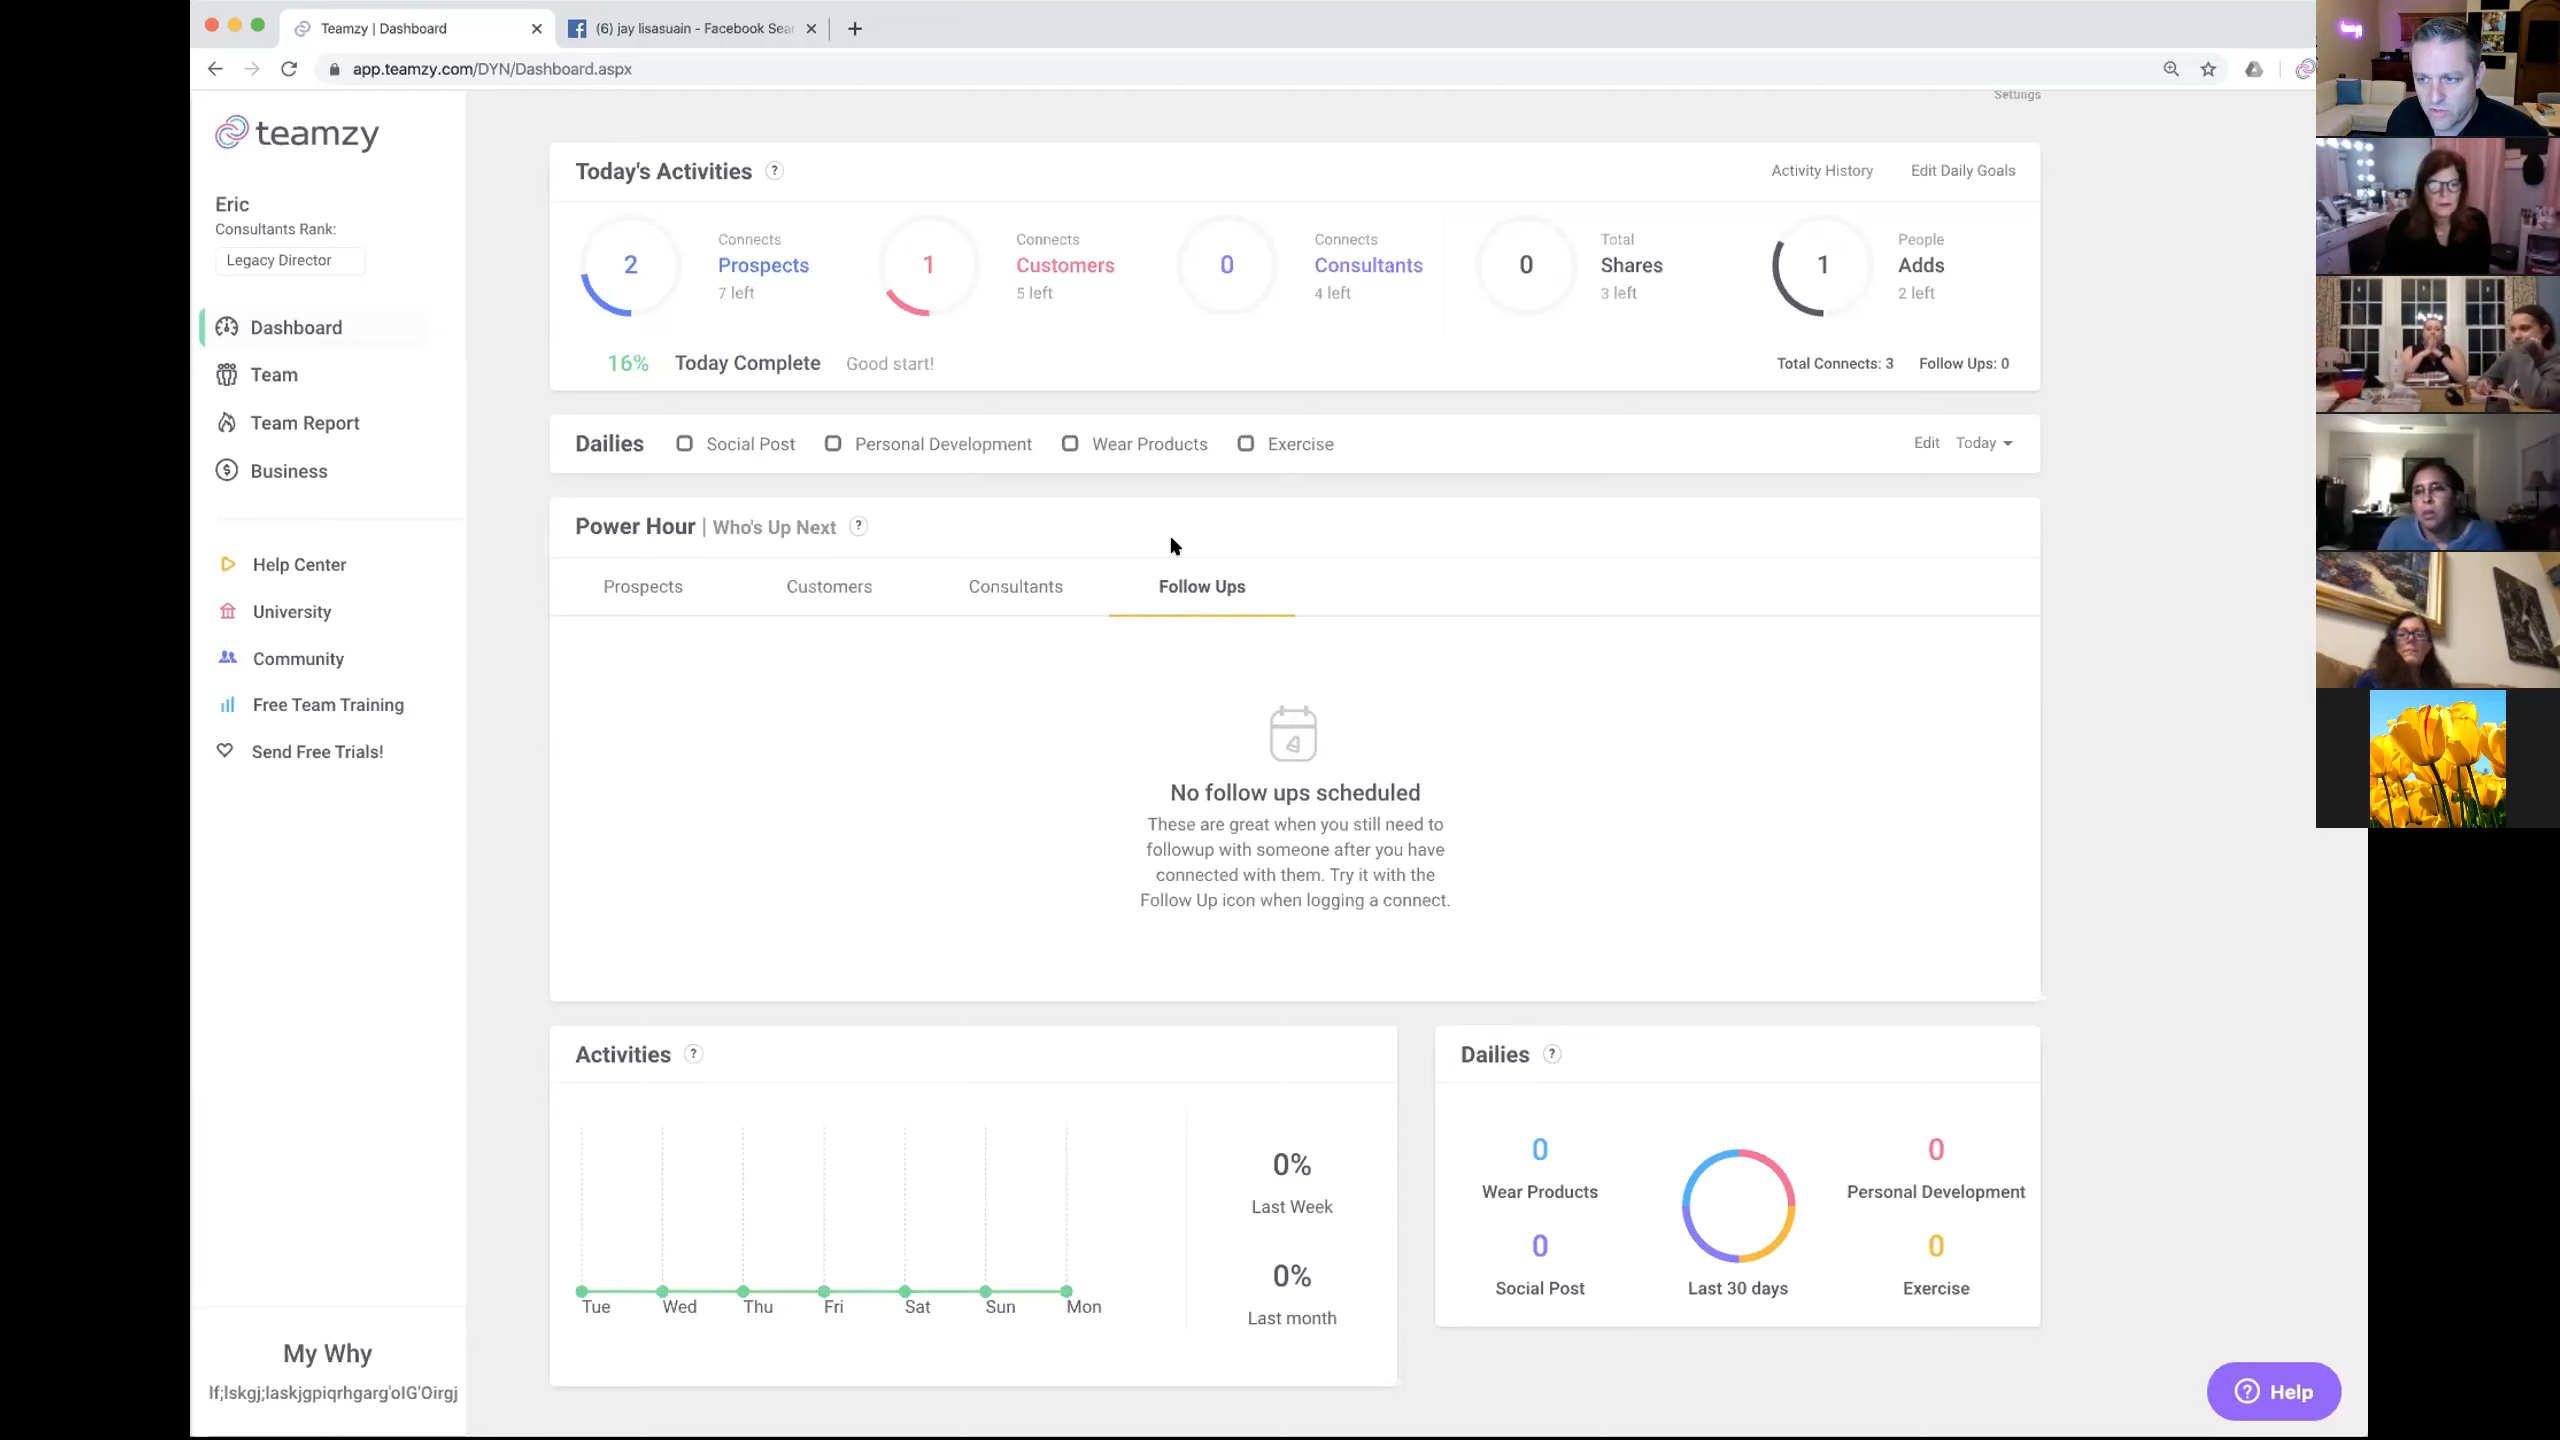 Teamzy | Dashboard
(6) jay lisasuain - Facebook Sear
app.teamzy.com/DYN/Dashboard.aspx
Settings
teamzy
Eric
Consultants Rank:
Legacy Director
Dashboard
Team
Team Report
Business
Help Center
University
Community
Free Team Training
Send Free Trials!
My Why
lf;lskgj;laskjgpiqrhgarg'oIG'Oirgj
Today's Activities ?
Activity History Edit Daily Goals
2 Connects Prospects 7 left
1 Connects Customers 5 left
0 Connects Consultants 4 left
0 Total Shares 3 left
1 People Adds 2 left
16% Today Complete Good start!
Total Connects: 3 Follow Ups: 0
Dailies Social Post Personal Development Wear Products Exercise Edit Today
Power Hour | Who's Up Next ?
Prospects Customers Consultants Follow Ups
No follow ups scheduled
These are great when you still need to
followup with someone after you have
connected with them. Try it with the
Follow Up icon when logging a connect.
Activities ?
Tue Wed Thu Fri Sat Sun Mon
0%
Last Week
0%
Last month
Dailies ?
0 Wear Products
0 Personal Development
0 Social Post
Last 30 days
0 Exercise
Help